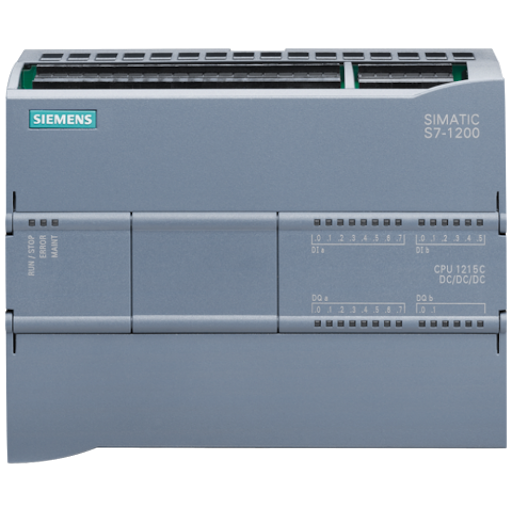 SIEMENS
SIMATIC
S7-1200
RUN / STOP
ERROR
MAINT
.0 .1 .2 .3 .4 .5 .6 .7
DI a
.0 .1 .2 .3 .4 .5
DI b
CPU 1215C
DC/DC/DC
DQ a
.0 .1 .2 .3 .4 .5 .6 .7
DQ b
.0 .1